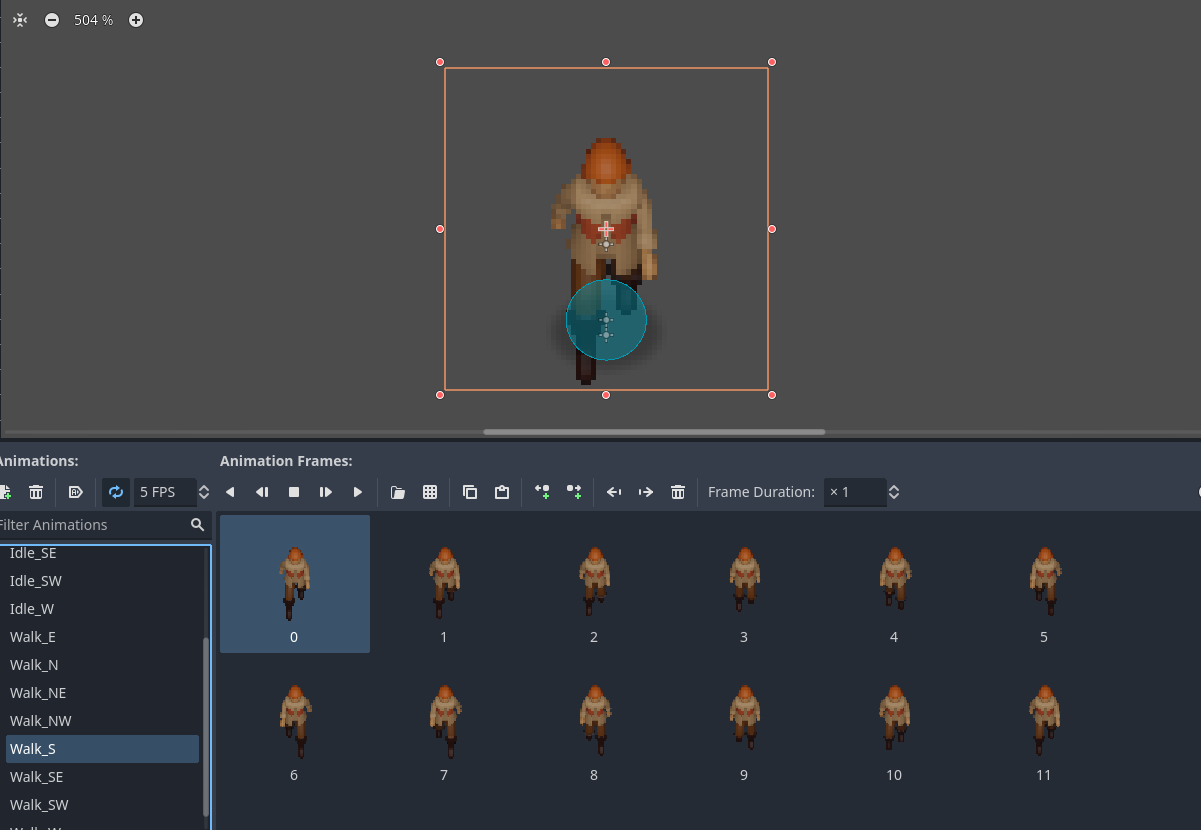 504 %
Animations:
Animation Frames:
5 FPS
Frame Duration:
× 1
Filter Animations
Idle_SE
Idle_SW
Idle_W
Walk_E
Walk_N
Walk_NE
Walk_NW
Walk_S
Walk_SE
Walk_SW
0
1
2
3
4
5
6
7
8
9
10
11